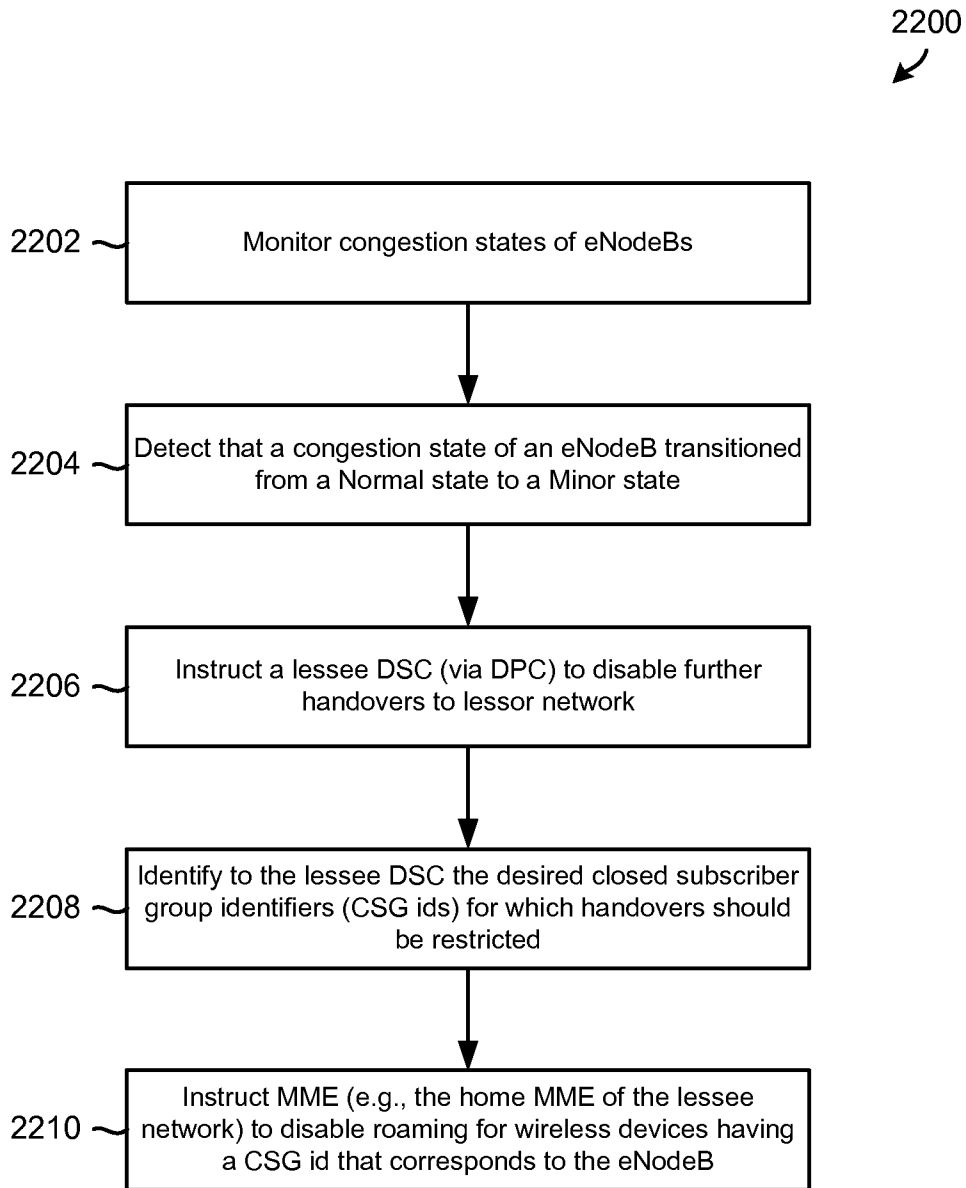 2200
2202
Monitor congestion states of eNodeBs
2204
Detect that a congestion state of an eNodeB transitioned
from a Normal state to a Minor state
2206
Instruct a lessee DSC (via DPC) to disable further
handovers to lessor network
2208
Identify to the lessee DSC the desired closed subscriber
group identifiers (CSG ids) for which handovers should
be restricted
2210
Instruct MME (e.g., the home MME of the lessee
network) to disable roaming for wireless devices having
a CSG id that corresponds to the eNodeB